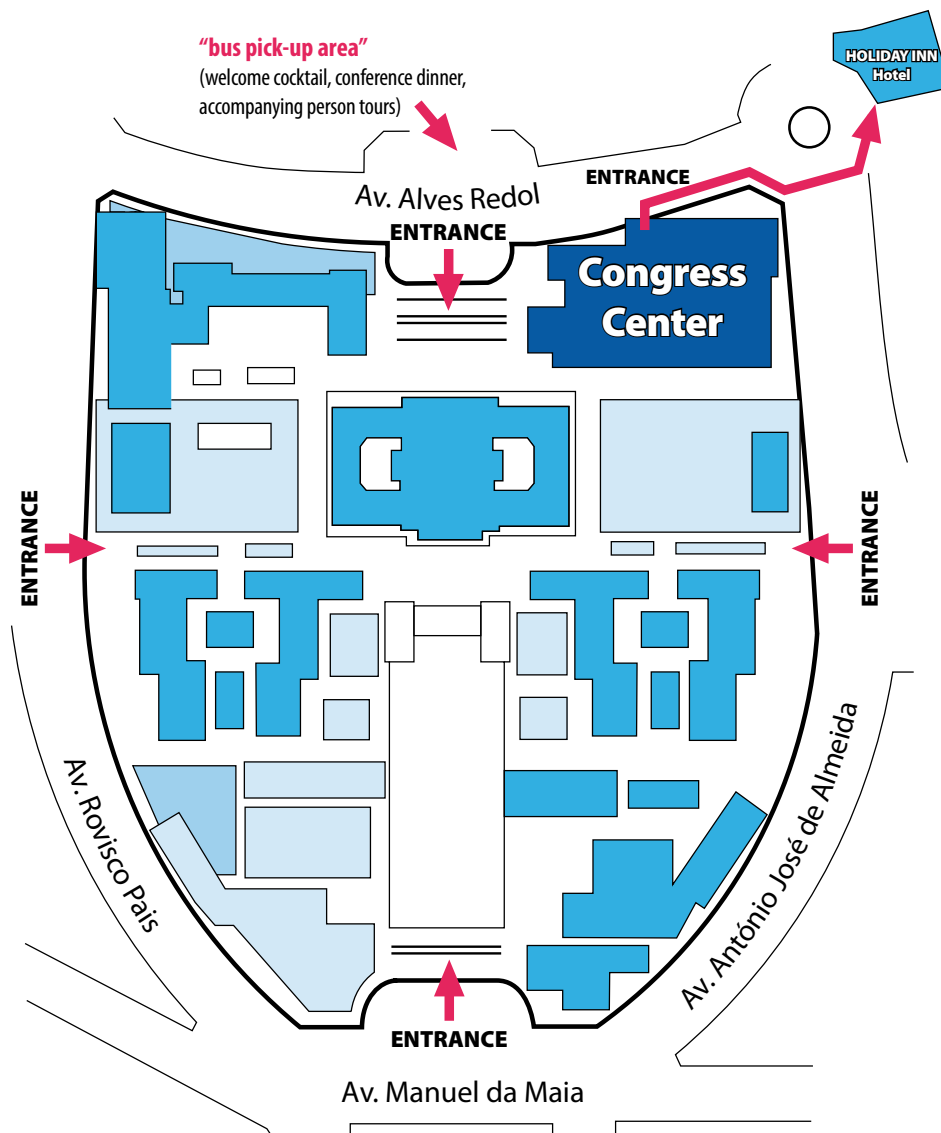 “bus pick-up area”
(welcome cocktail, conference dinner,
accompanying person tours)
HOLIDAY INN
Hotel
ENTRANCE
Av. Alves Redol
ENTRANCE
Congress
Center
ENTRANCE
ENTRANCE
Av. Rovisco Pais
Av. António José de Almeida
ENTRANCE
Av. Manuel da Maia